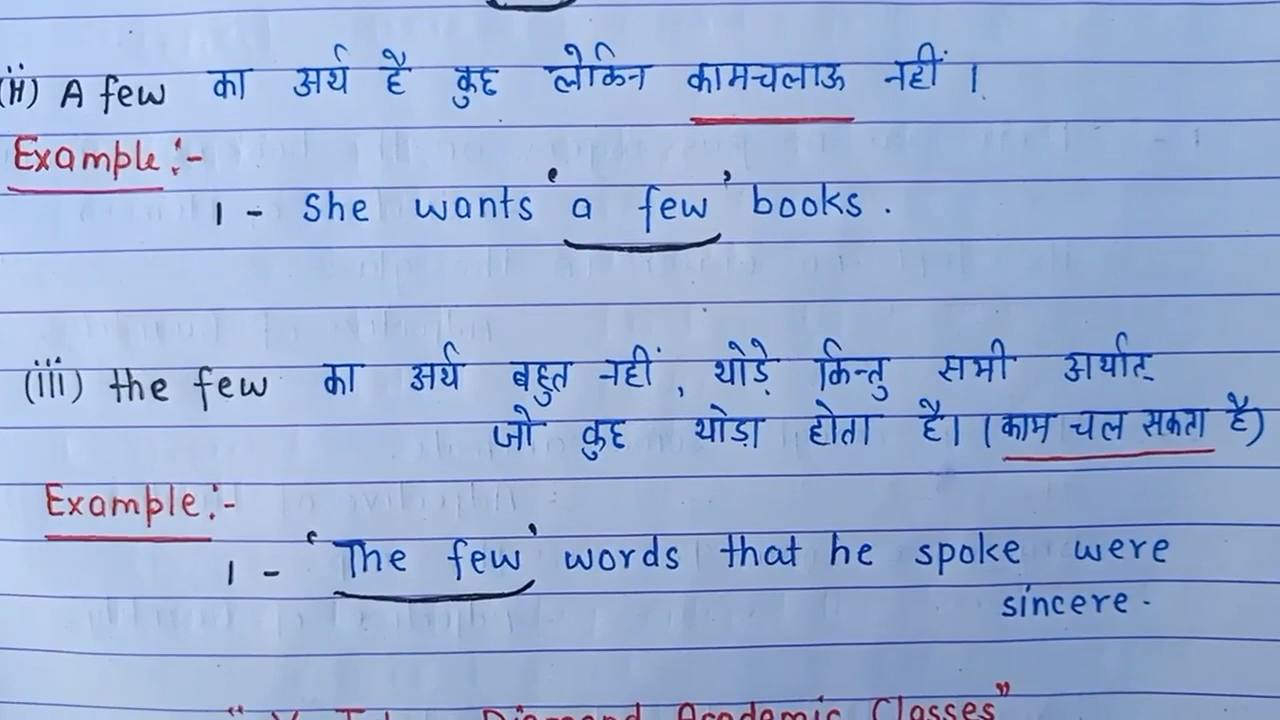 (ii) A few का अर्थ है कुछ लेकिन कामचलाऊ नहीं ।
Example :-
1 - She wants 'a few' books .
(iii) the few का अर्थ बहुत नहीं , थोड़े किन्तु सभी अर्थात्
जो कुछ थोड़ा होता है। (काम चल सकता है)
Example :-
1 - 'The few' words that he spoke were
sincere .
" Diamond Academic Classes"